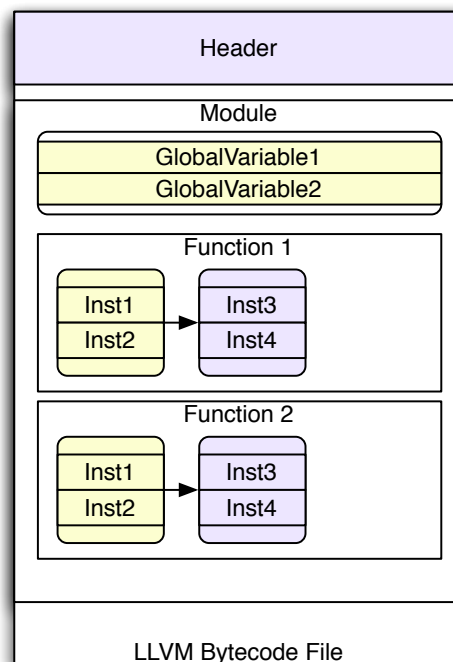 Header
Module
GlobalVariable1
GlobalVariable2
Function 1
Inst1
Inst2
Inst3
Inst4
Function 2
Inst1
Inst2
Inst3
Inst4
LLVM Bytecode File